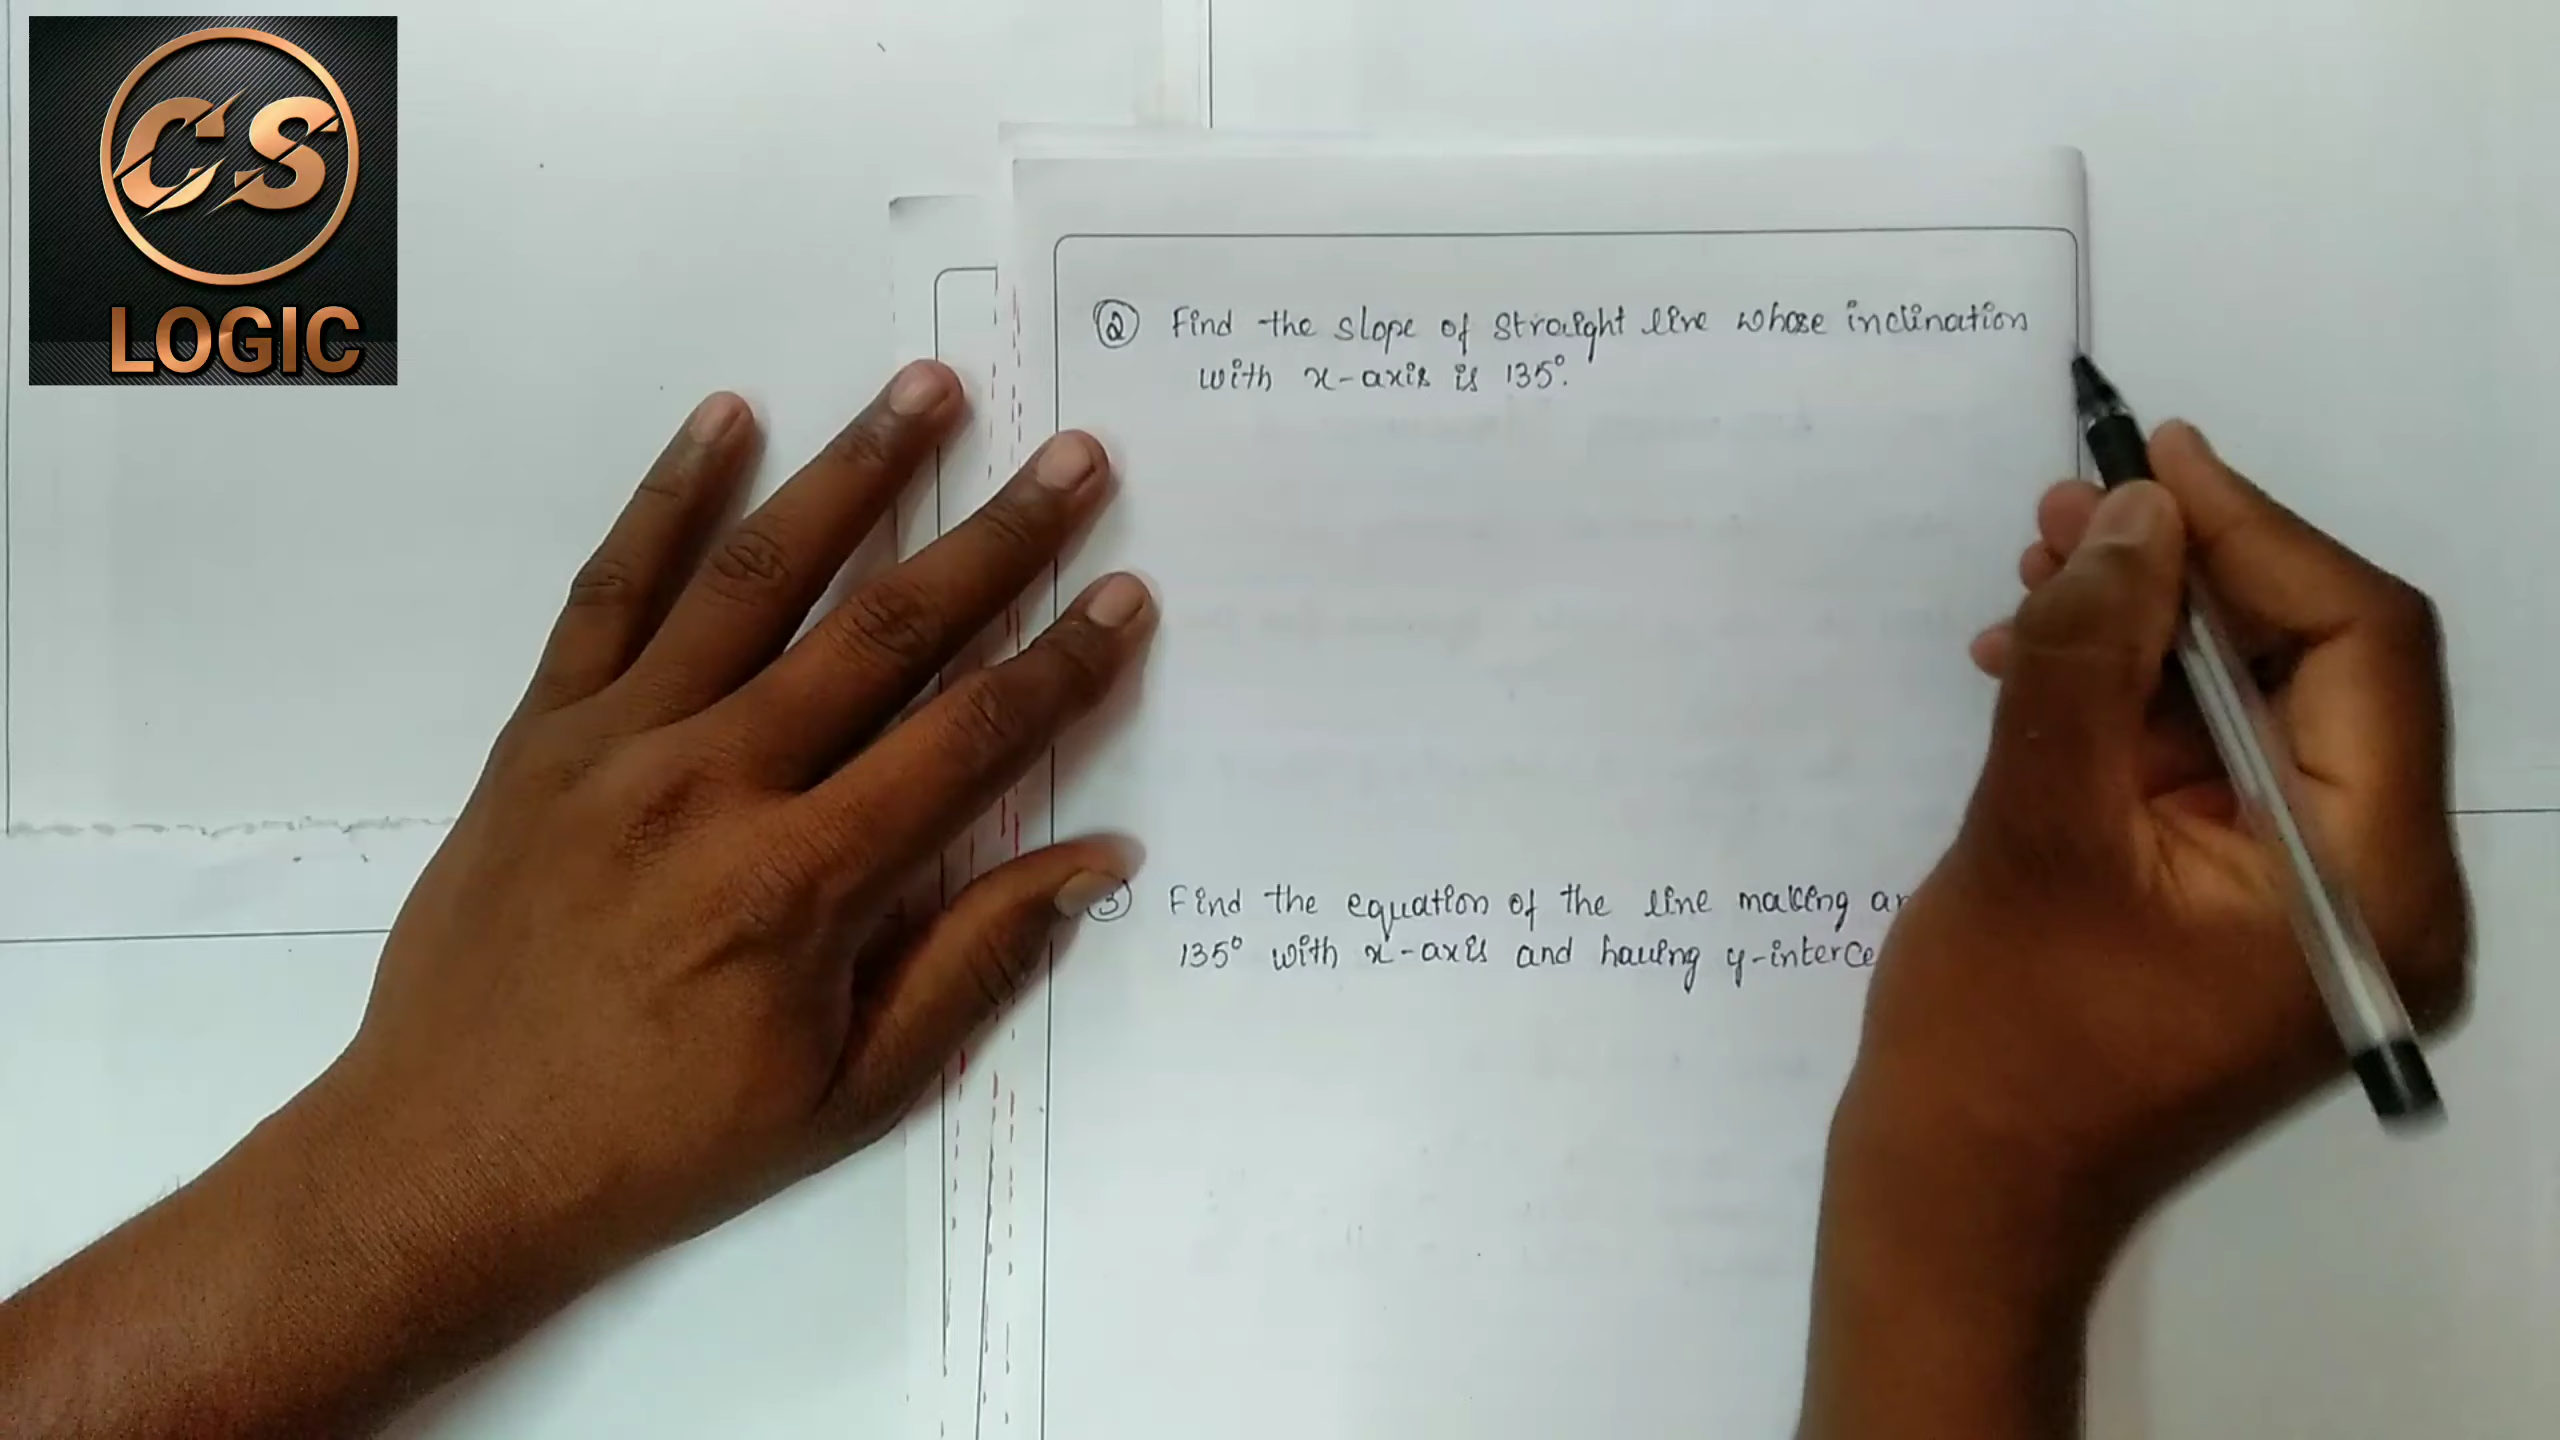 CS
LOGIC
2 Find the slope of straight line whose inclination
with x-axis is 135°.
3 Find the equation of the line making
135° with x-axis and having